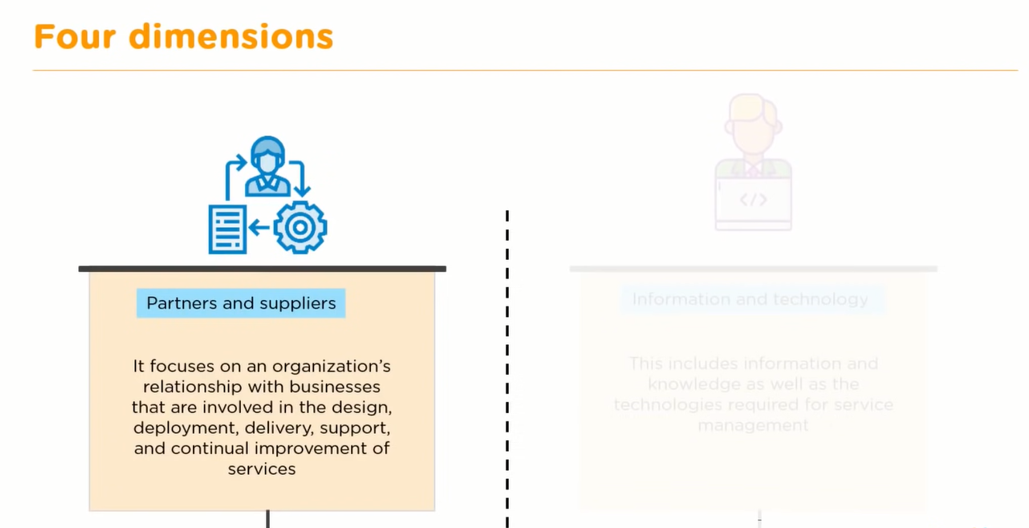 Four dimensions
Partners and suppliers
It focuses on an organization's
relationship with businesses
that are involved in the design,
deployment, delivery, support,
and continual improvement of
services
</>
Information and technology
This includes information and
knowledge as well as the
technologies required for service
management